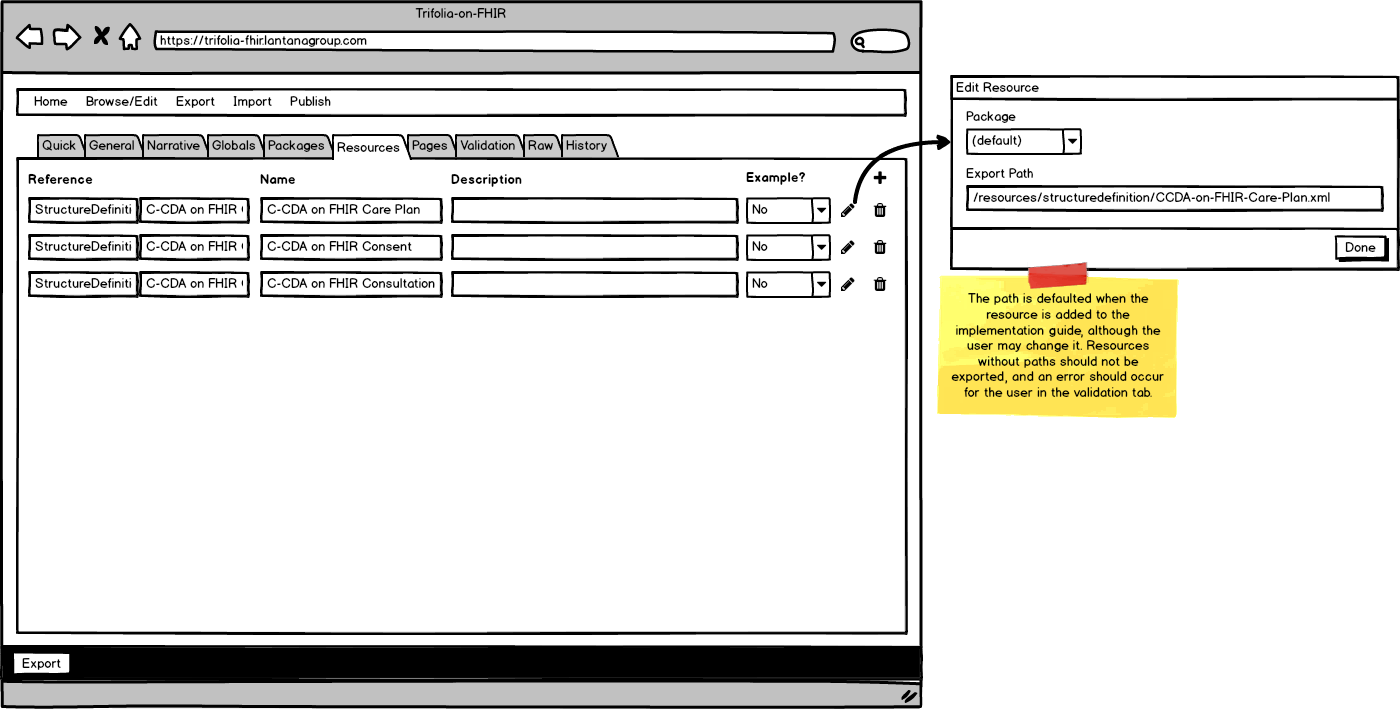 Trifolia-on-FHIR
https://trifolia-fhir.lantanagroup.com
Home Browse/Edit Export Import Publish
Quick General Narrative Globals Packages Resources Pages Validation Raw History
Reference Name Description Example?
StructureDefiniti C-CDA on FHIR C-CDA on FHIR Care Plan No
StructureDefiniti C-CDA on FHIR C-CDA on FHIR Consent No
StructureDefiniti C-CDA on FHIR C-CDA on FHIR Consultation No
Export
Edit Resource
Package
(default)
Export Path
/resources/structuredefinition/CCDA-on-FHIR-Care-Plan.xml
Done
The path is defaulted when the
resource is added to the
implementation guide, although the
user may change it. Resources
without paths should not be
exported, and an error should occur
for the user in the validation tab.